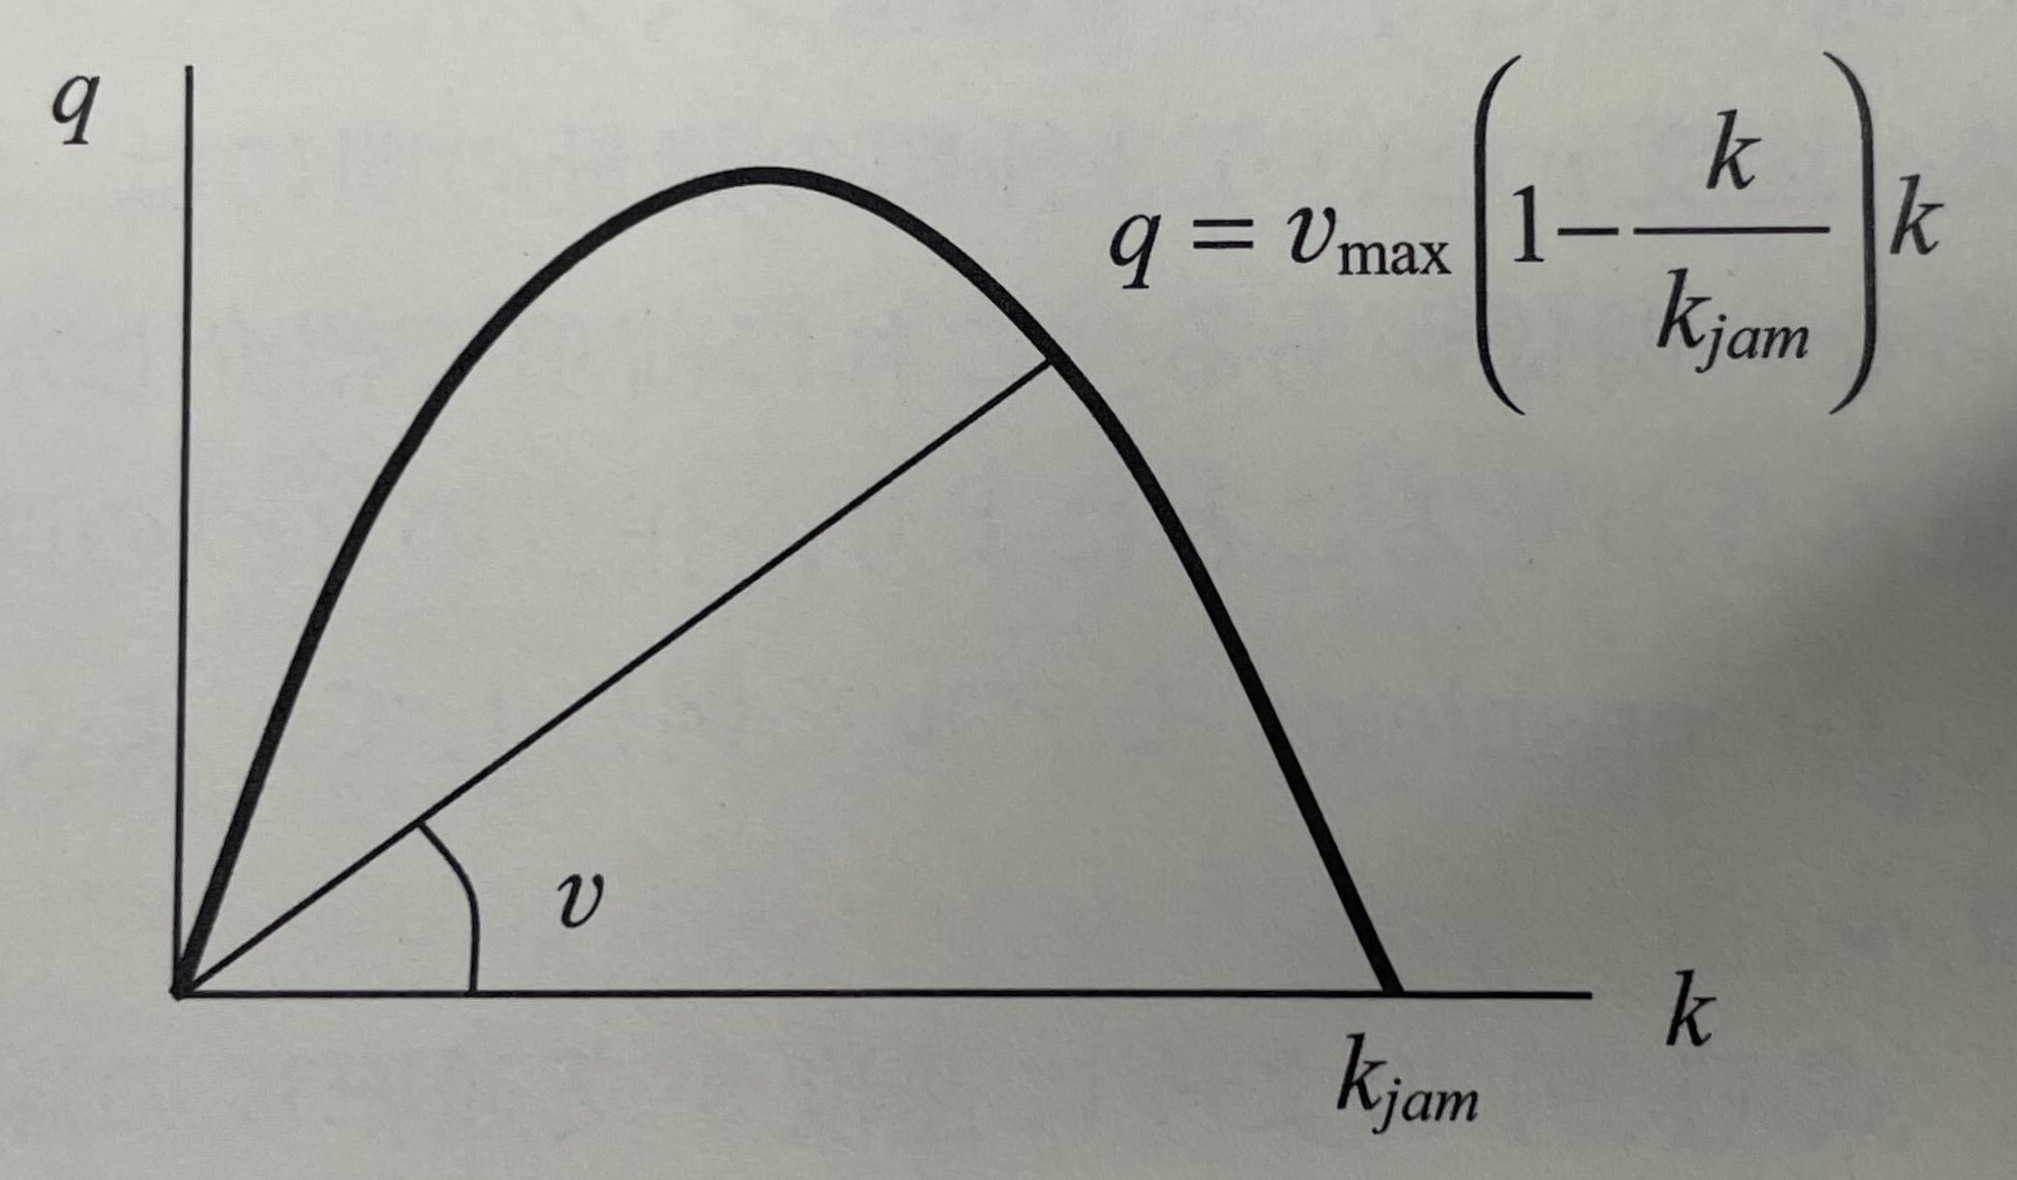 q
q = v_max (1 − k/k_jam) k
v
k
k_jam